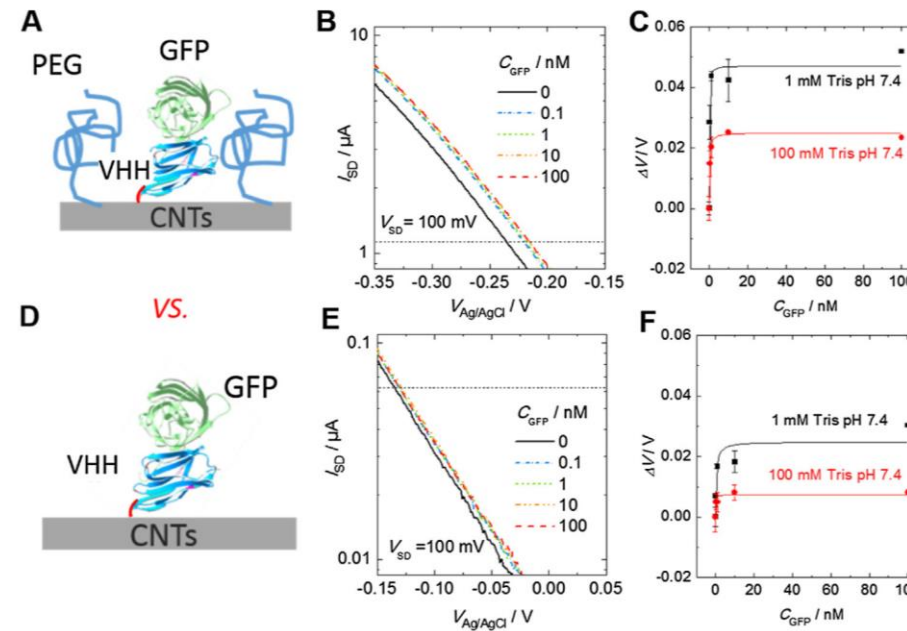 A
PEG
GFP
VHH
CNTs
B
C_GFP / nM
0
0.1
1
10
100
V_SD = 100 mV
10
1
I_SD / µA
-0.35 -0.30 -0.25 -0.20 -0.15
V_Ag/AgCl / V
C
0.06
0.04
0.02
0.00
-0.02
ΔV / V
1 mM Tris pH 7.4
100 mM Tris pH 7.4
0 20 40 60 80 100
C_GFP / nM
VS.
D
GFP
VHH
CNTs
E
0.1
0.01
I_SD / µA
C_GFP / nM
0
0.1
1
10
100
V_SD = 100 mV
-0.15 -0.10 -0.05 0.00 0.05
V_Ag/AgCl / V
F
0.06
0.04
0.02
0.00
-0.02
ΔV / V
1 mM Tris pH 7.4
100 mM Tris pH 7.4
0 20 40 60 80
C_GFP / nM